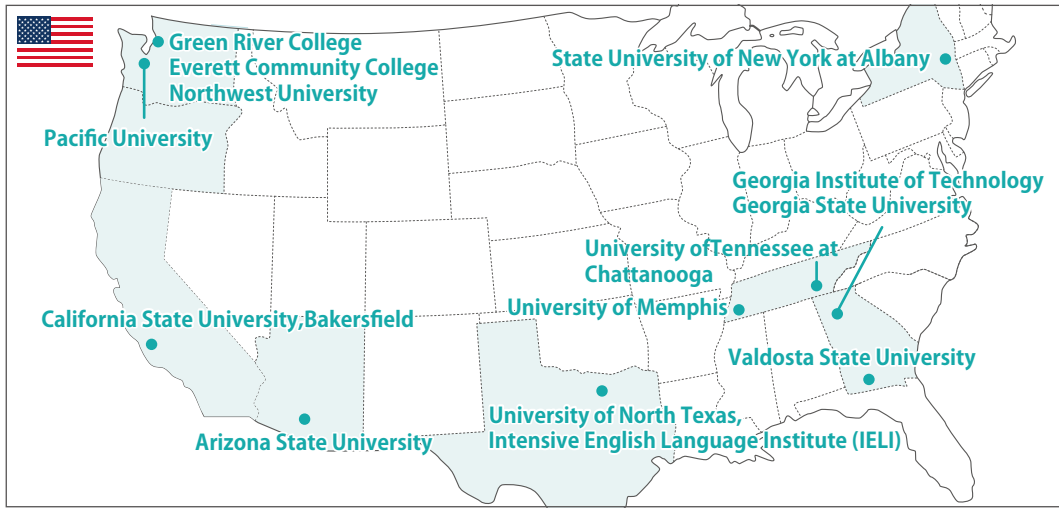 Green River College
Everett Community College
Northwest University
Pacific University
State University of New York at Albany
Georgia Institute of Technology
Georgia State University
University ofTennessee at
Chattanooga
University of Memphis
California State University,Bakersfield
Valdosta State University
University of North Texas,
Intensive English Language Institute (IELI)
Arizona State University